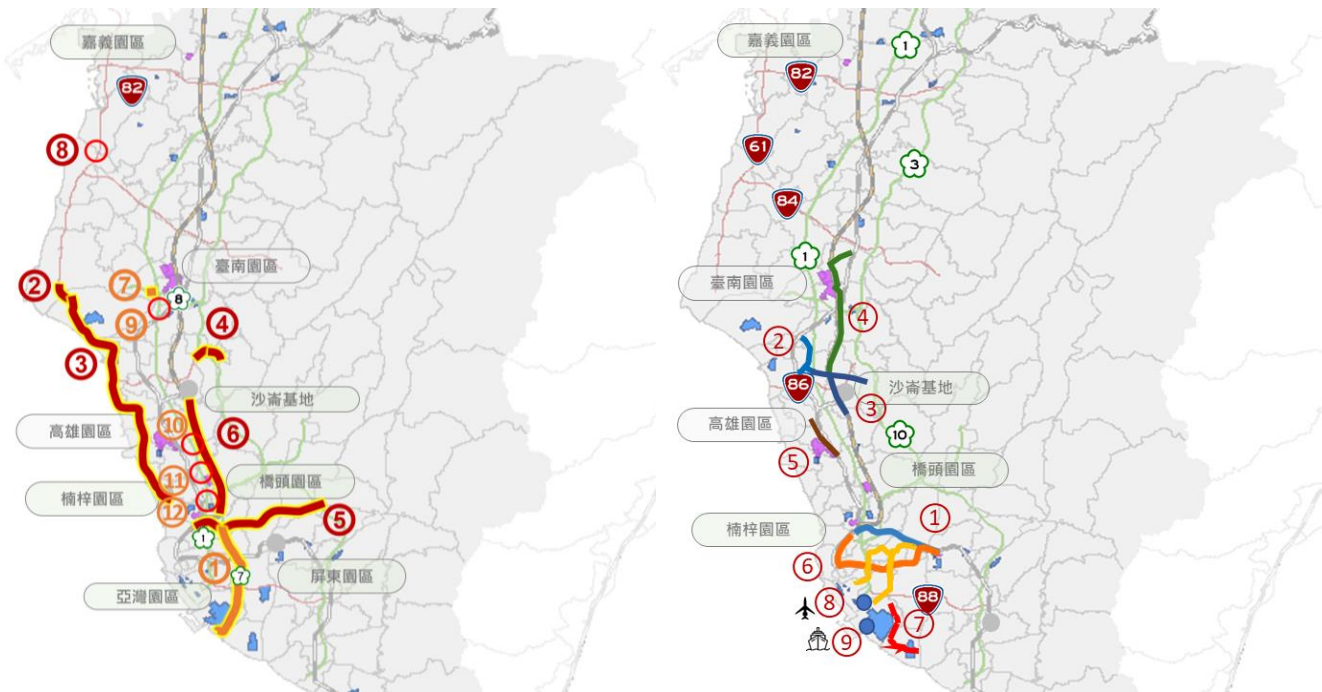 嘉義園區
82
⑧
臺南園區
②
⑦
8
⑨
④
③
沙崙基地
⑩
⑥
高雄園區
⑪
橋頭園區
楠梓園區
⑫
⑤
1
①
7
屏東園區
亞灣園區
嘉義園區
1
82
61
3
84
1
臺南園區
④
②
86
沙崙基地
③
高雄園區
10
⑤
橋頭園區
①
楠梓園區
⑥
88
⑧
⑦
⑨